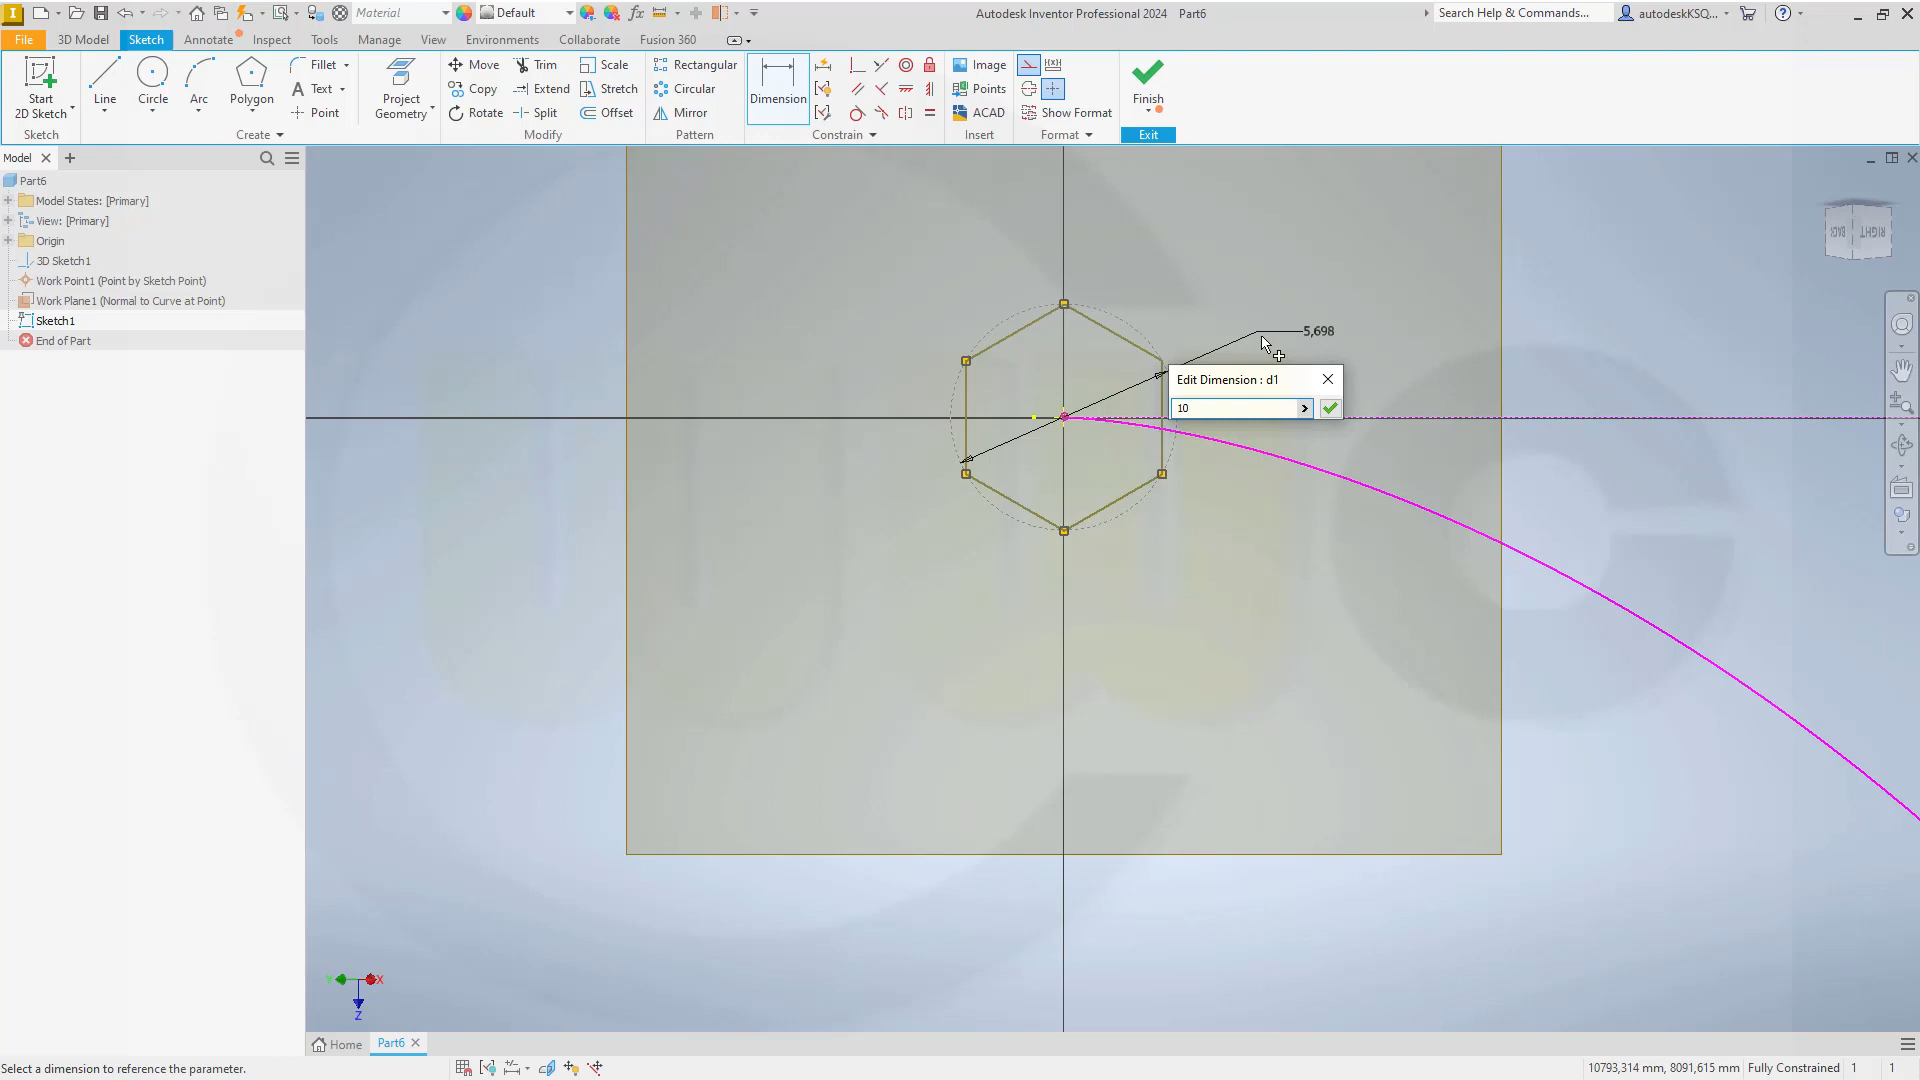 Material
Default
Autodesk Inventor Professional 2024 Part6
Search Help & Commands...
autodeskKSQ...
File 3D Model Sketch Annotate Inspect Tools Manage View Environments Collaborate Fusion 360
Start
2D Sketch
Line
Circle
Arc
Polygon
Fillet
Text
Point
Project
Geometry
Move
Copy
Rotate
Trim
Extend
Split
Scale
Stretch
Offset
Rectangular
Circular
Mirror
Dimension
Image
Points
ACAD
Show Format
Finish
Sketch Create Modify Pattern Constrain Insert Format Exit
Model
Part6
Model States: [Primary]
View: [Primary]
Origin
3D Sketch1
Work Point1 (Point by Sketch Point)
Work Plane1 (Normal to Curve at Point)
Sketch1
End of Part
BACK RIGHT
5,698
Edit Dimension : d1
10
Y X
Z
Home Part6
Select a dimension to reference the parameter.
10793,314 mm, 8091,615 mm Fully Constrained 1 1